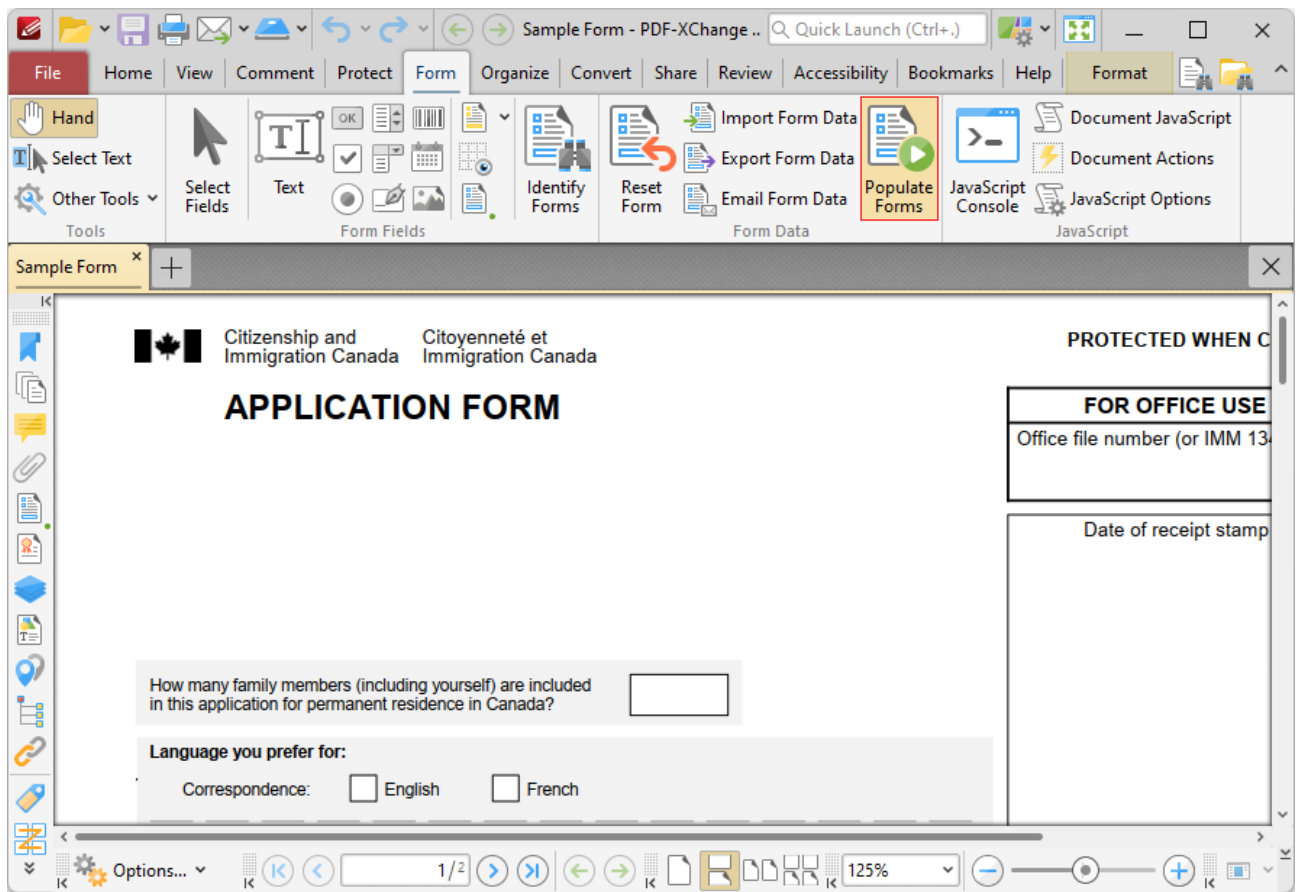 Sample Form - PDF-XChange .. Quick Launch (Ctrl+.)
File Home View Comment Protect Form Organize Convert Share Review Accessibility Bookmarks Help Format
Hand
Select Text
Other Tools
Tools
Select
Fields
Text
OK
Form Fields
Identify
Forms
Reset
Form
Import Form Data
Export Form Data
Email Form Data
Populate
Forms
Form Data
JavaScript
Console
Document JavaScript
Document Actions
JavaScript Options
JavaScript
Sample Form
Citizenship and
Immigration Canada
Citoyenneté et
Immigration Canada
PROTECTED WHEN C
APPLICATION FORM
FOR OFFICE USE
Office file number (or IMM 134
Date of receipt stamp
How many family members (including yourself) are included
in this application for permanent residence in Canada?
Language you prefer for:
Correspondence: English French
Options... 1/2 125%